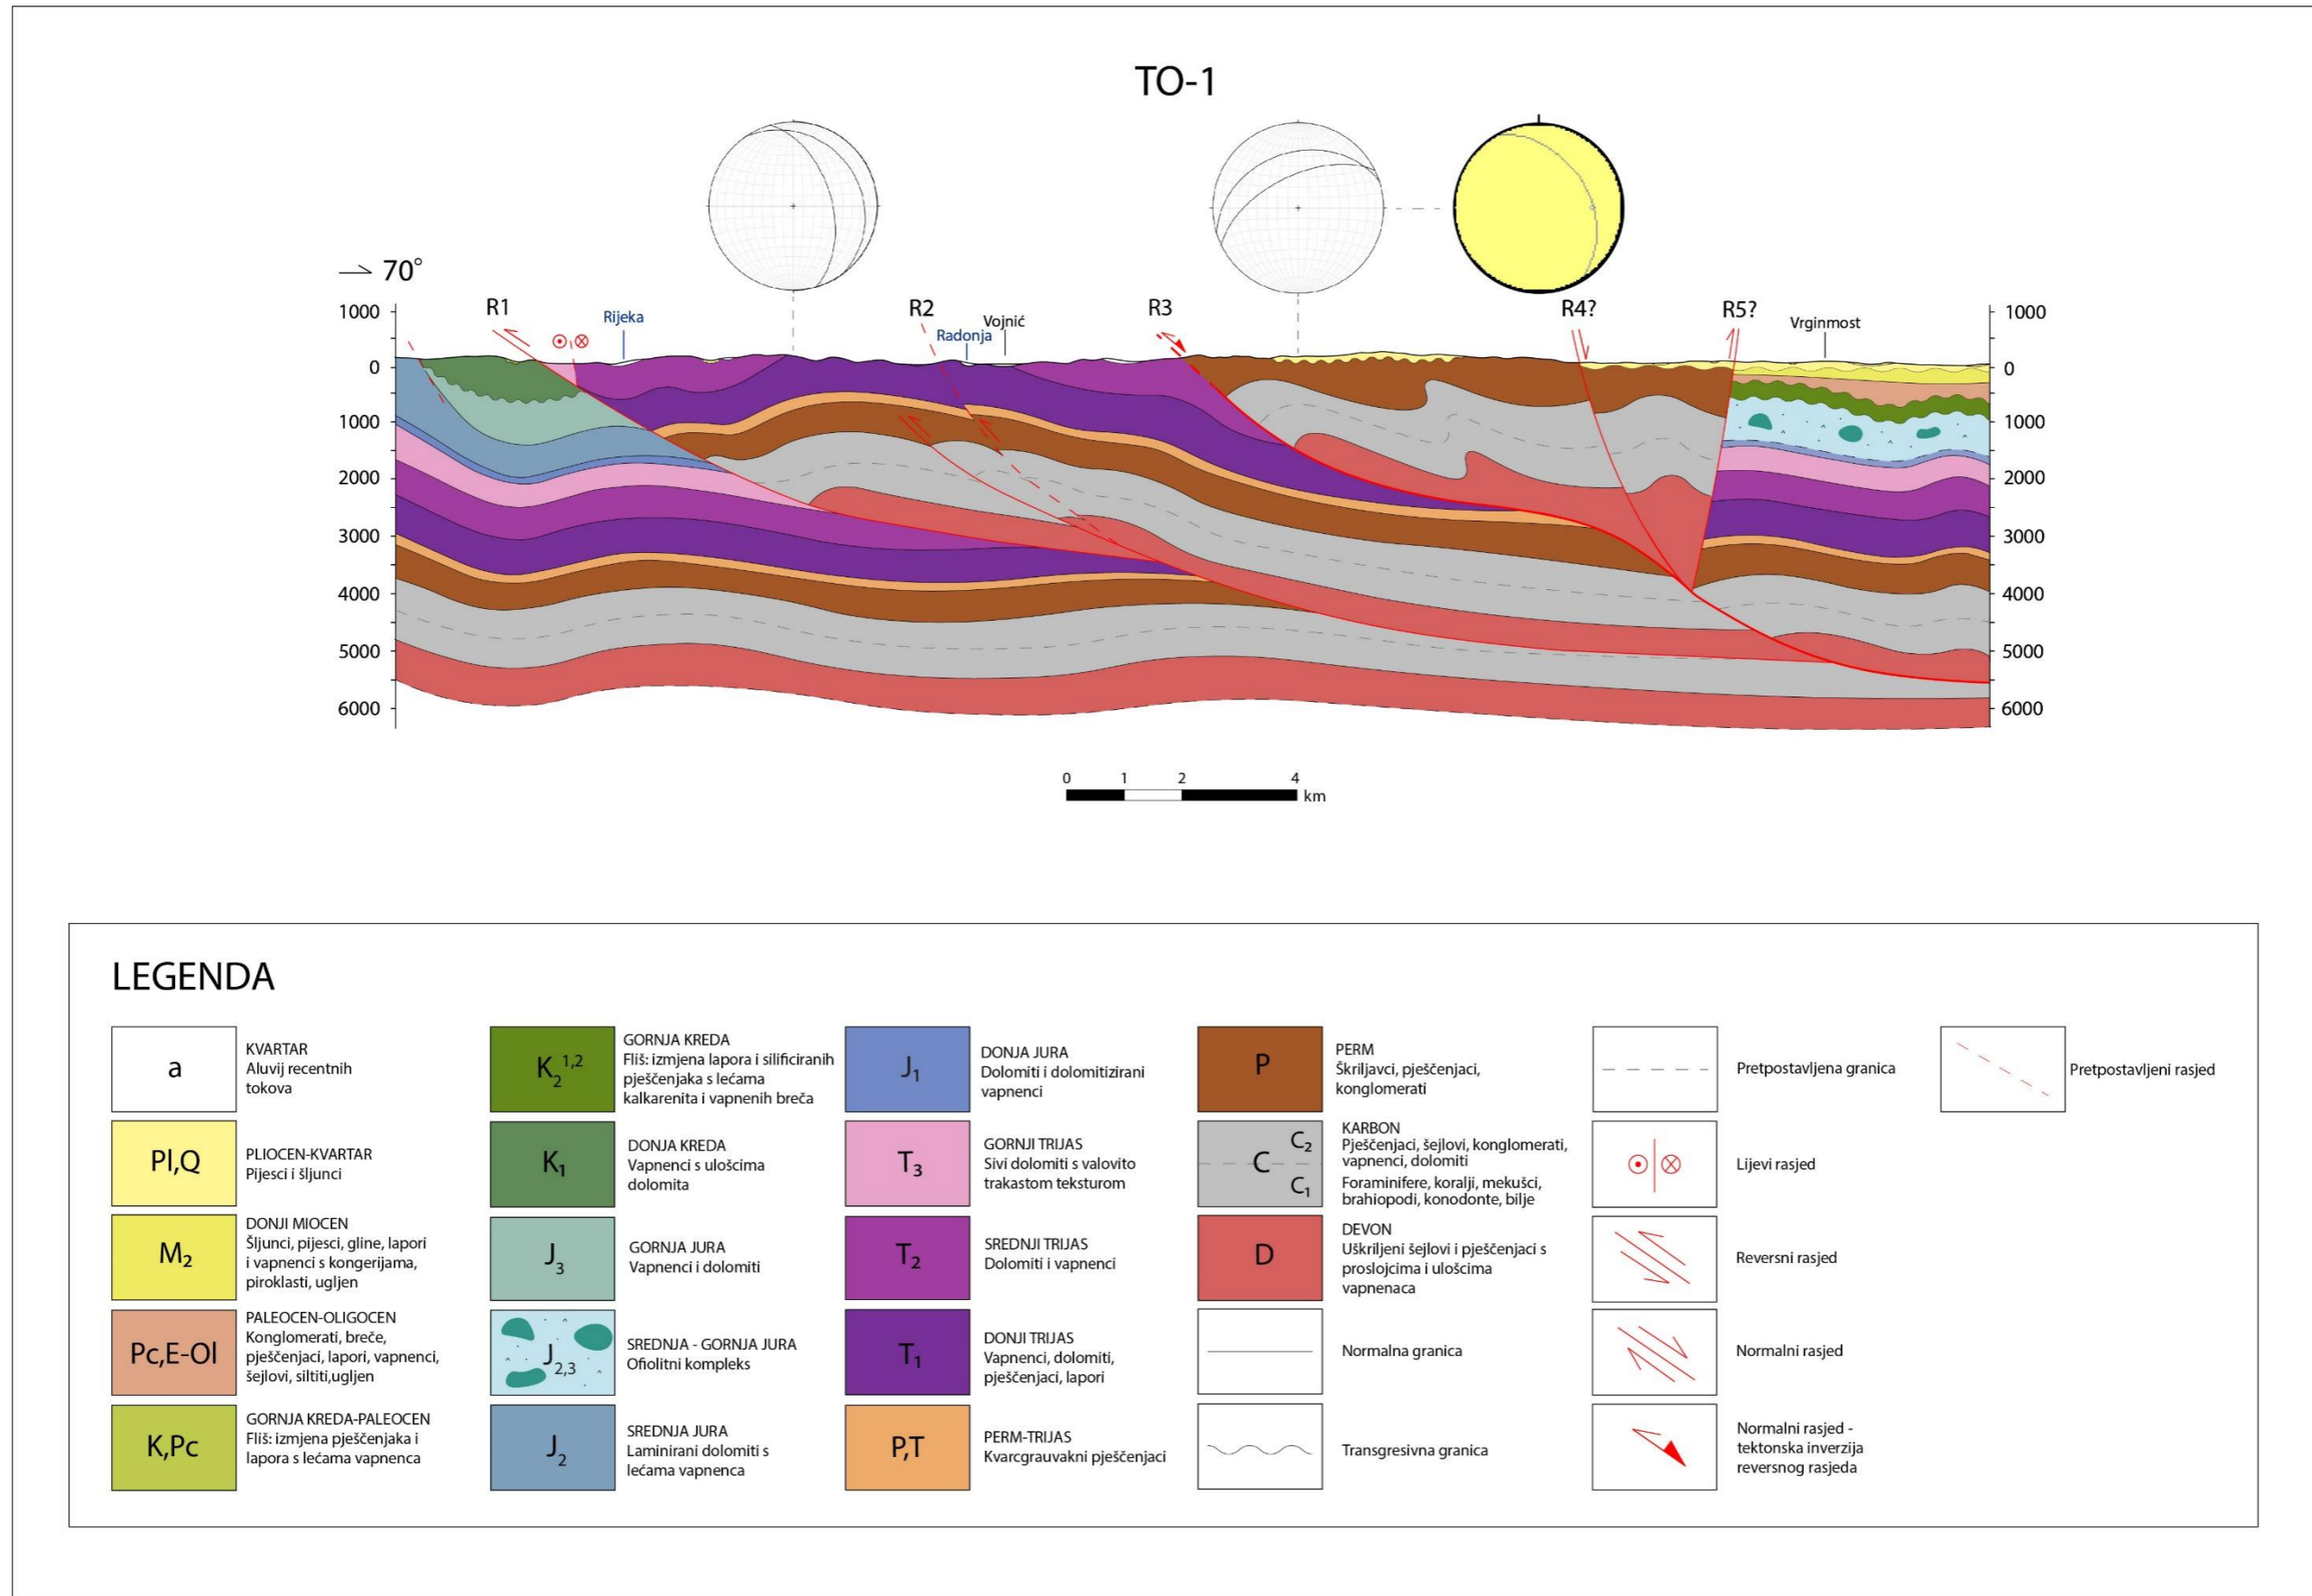 TO-1
70°
R1
R2
R3
R4?
R5?
Rijeka
Radonja
Vojnić
Vrginmost
1000
0
1000
2000
3000
4000
5000
6000
1000
0
1000
2000
3000
4000
5000
6000
0 1 2 4
km
LEGENDA
a
KVARTAR
Aluvij recentnih
tokova
Pl,Q
PLIOCEN-KVARTAR
Pijesci i šljunci
M₂
DONJI MIOCEN
Šljunci, pijesci, gline, lapori
i vapnenci s kongerijama,
piroklasti, ugljen
Pc,E-Ol
PALEOCEN-OLIGOCEN
Konglomerati, breče,
pješčenjaci, lapori, vapnenci,
šejlovi, siltiti,ugljen
K,Pc
GORNJA KREDA-PALEOCEN
Fliš: izmjena pješčenjaka i
lapora s lećama vapnenca
K₂¹,²
GORNJA KREDA
Fliš: izmjena lapora i silificiranih
pješčenjaka s lećama
kalkarenita i vapnenih breča
K₁
DONJA KREDA
Vapnenci s ulošcima
dolomita
J₃
GORNJA JURA
Vapnenci i dolomiti
J₂,₃
SREDNJA - GORNJA JURA
Ofiolitni kompleks
J₂
SREDNJA JURA
Laminirani dolomiti s
lećama vapnenca
J₁
DONJA JURA
Dolomiti i dolomitizirani
vapnenci
T₃
GORNJI TRIJAS
Sivi dolomiti s valovito
trakastom teksturom
T₂
SREDNJI TRIJAS
Dolomiti i vapnenci
T₁
DONJI TRIJAS
Vapnenci, dolomiti,
pješčenjaci, lapori
P,T
PERM-TRIJAS
Kvarcgrauvakni pješčenjaci
P
PERM
Škriljavci, pješčenjaci,
konglomerati
C₂
C
C₁
KARBON
Pješčenjaci, šejlovi, konglomerati,
vapnenci, dolomiti
Foraminifere, koralji, mekušci,
brahiopodi, konodonte, bilje
D
DEVON
Uškriljeni šejlovi i pješčenjaci s
proslojcima i ulošcima
vapnenaca
Normalna granica
Transgresivna granica
Pretpostavljena granica
Lijevi rasjed
Reversni rasjed
Normalni rasjed
Normalni rasjed -
tektonska inverzija
reversnog rasjeda
Pretpostavljeni rasjed